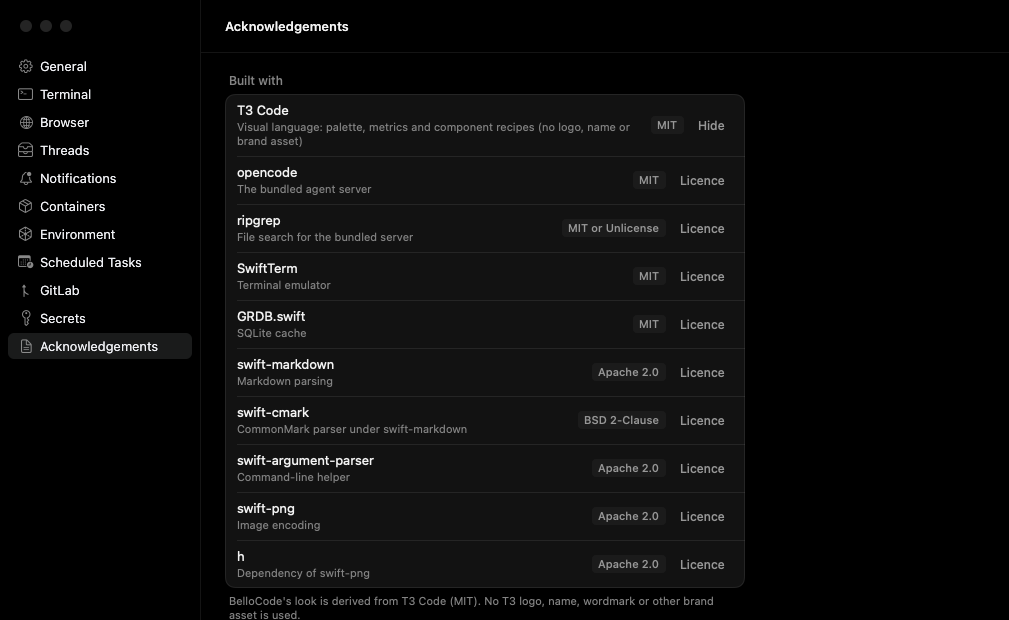 Acknowledgements
General
Terminal
Browser
Threads
Notifications
Containers
Environment
Scheduled Tasks
GitLab
Secrets
Acknowledgements
Built with
T3 Code
Visual language: palette, metrics and component recipes (no logo, name or
brand asset)
MIT
Hide
opencode
The bundled agent server
MIT
Licence
ripgrep
File search for the bundled server
MIT or Unlicense
Licence
SwiftTerm
Terminal emulator
MIT
Licence
GRDB.swift
SQLite cache
MIT
Licence
swift-markdown
Markdown parsing
Apache 2.0
Licence
swift-cmark
CommonMark parser under swift-markdown
BSD 2-Clause
Licence
swift-argument-parser
Command-line helper
Apache 2.0
Licence
swift-png
Image encoding
Apache 2.0
Licence
h
Dependency of swift-png
Apache 2.0
Licence
BelloCode's look is derived from T3 Code (MIT). No T3 logo, name, wordmark or other brand
asset is used.